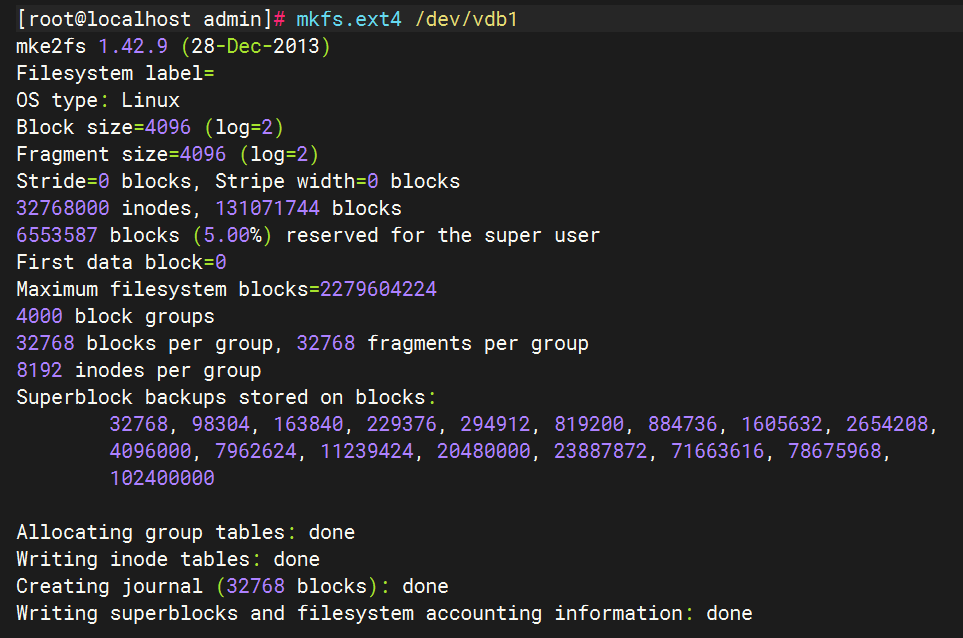 [root@localhost admin]# mkfs.ext4 /dev/vdb1
mke2fs 1.42.9 (28-Dec-2013)
Filesystem label=
OS type: Linux
Block size=4096 (log=2)
Fragment size=4096 (log=2)
Stride=0 blocks, Stripe width=0 blocks
32768000 inodes, 131071744 blocks
6553587 blocks (5.00%) reserved for the super user
First data block=0
Maximum filesystem blocks=2279604224
4000 block groups
32768 blocks per group, 32768 fragments per group
8192 inodes per group
Superblock backups stored on blocks:
        32768, 98304, 163840, 229376, 294912, 819200, 884736, 1605632, 2654208,
        4096000, 7962624, 11239424, 20480000, 23887872, 71663616, 78675968,
        102400000

Allocating group tables: done
Writing inode tables: done
Creating journal (32768 blocks): done
Writing superblocks and filesystem accounting information: done